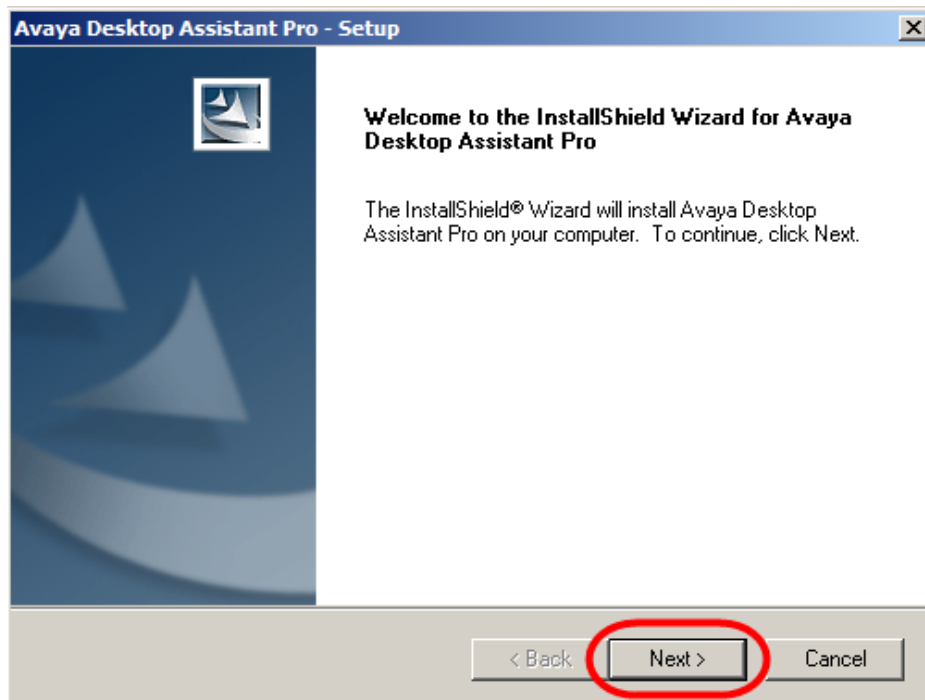 Avaya Desktop Assistant Pro - Setup
Welcome to the InstallShield Wizard for Avaya
Desktop Assistant Pro
The InstallShield® Wizard will install Avaya Desktop
Assistant Pro on your computer.  To continue, click Next.
< Back
Next >
Cancel